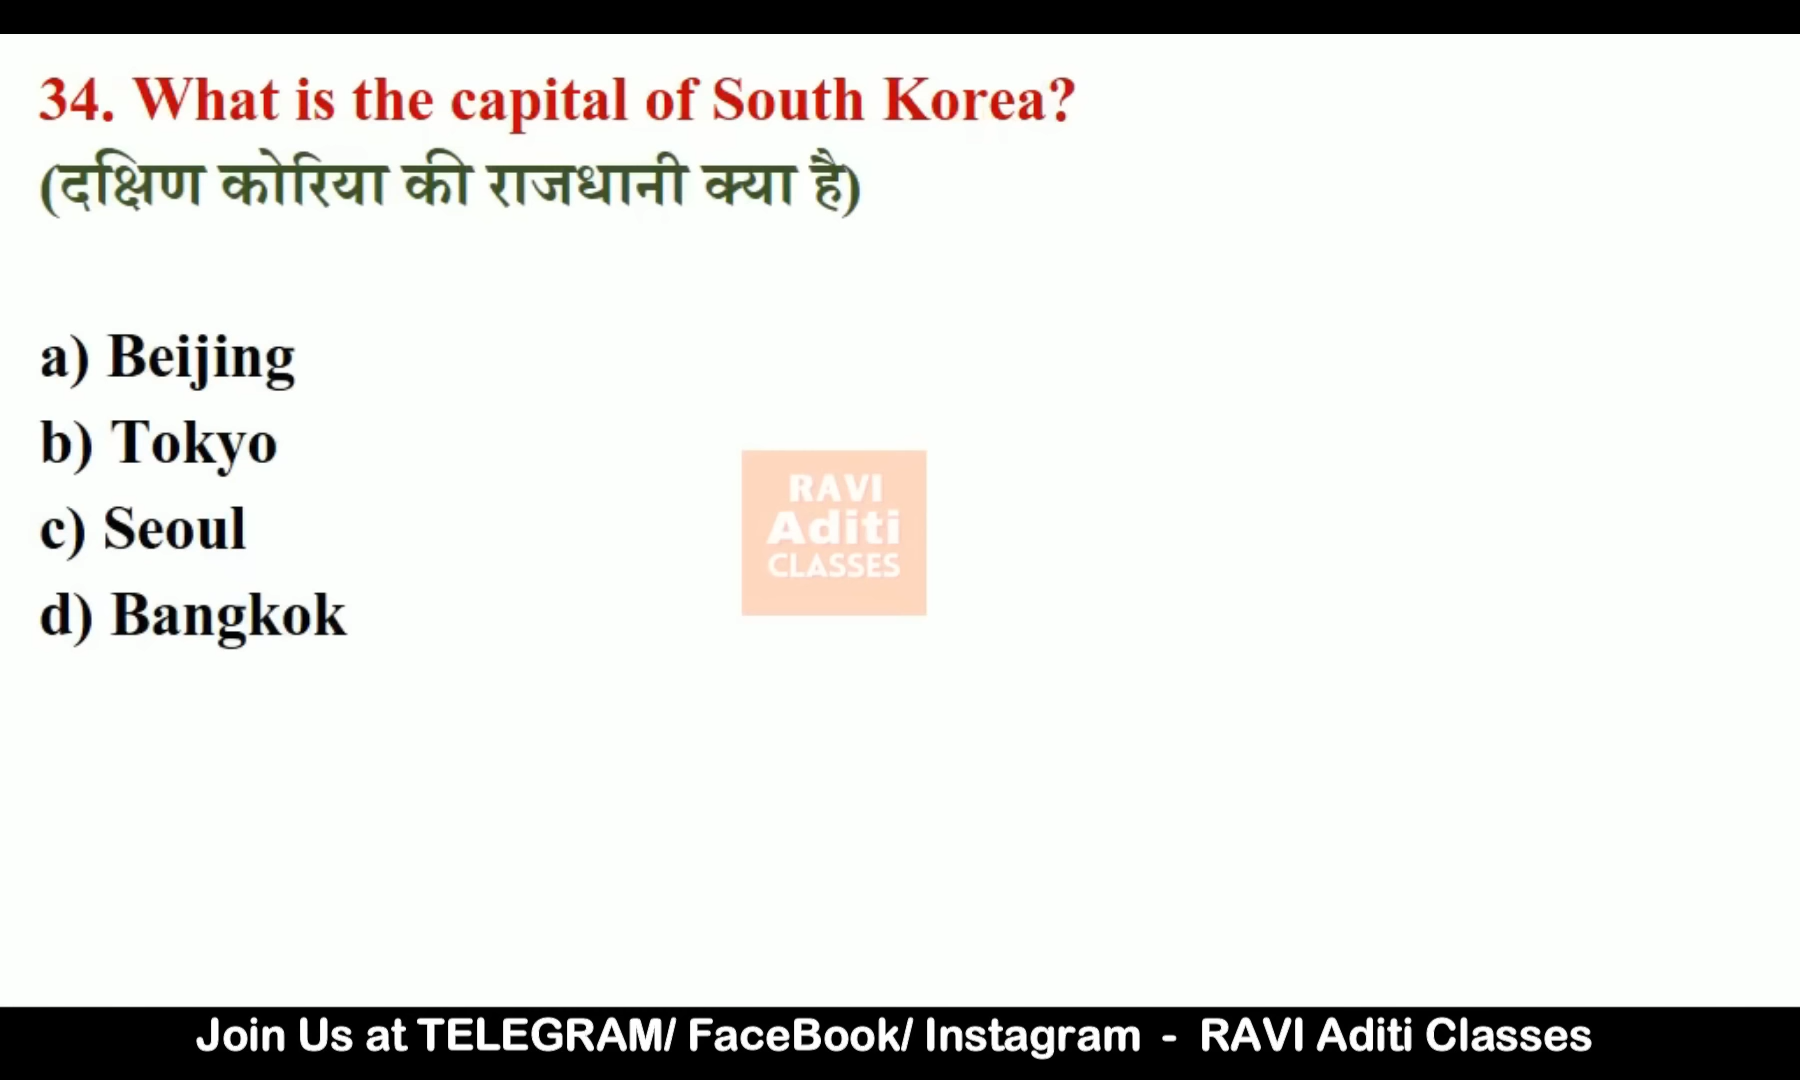 34. What is the capital of South Korea?
(दक्षिण कोरिया की राजधानी क्या है)
a) Beijing
b) Tokyo
c) Seoul
d) Bangkok
RAVI
Aditi
CLASSES
Join Us at TELEGRAM/ FaceBook/ Instagram - RAVI Aditi Classes